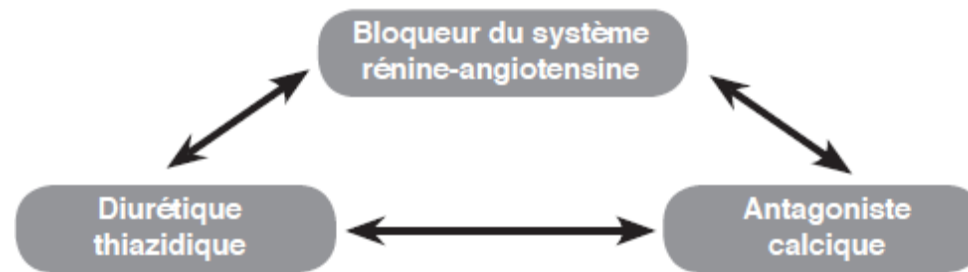 Bloqueur du système
rénine-angiotensine
Diurétique
thiazidique
Antagoniste
calcique